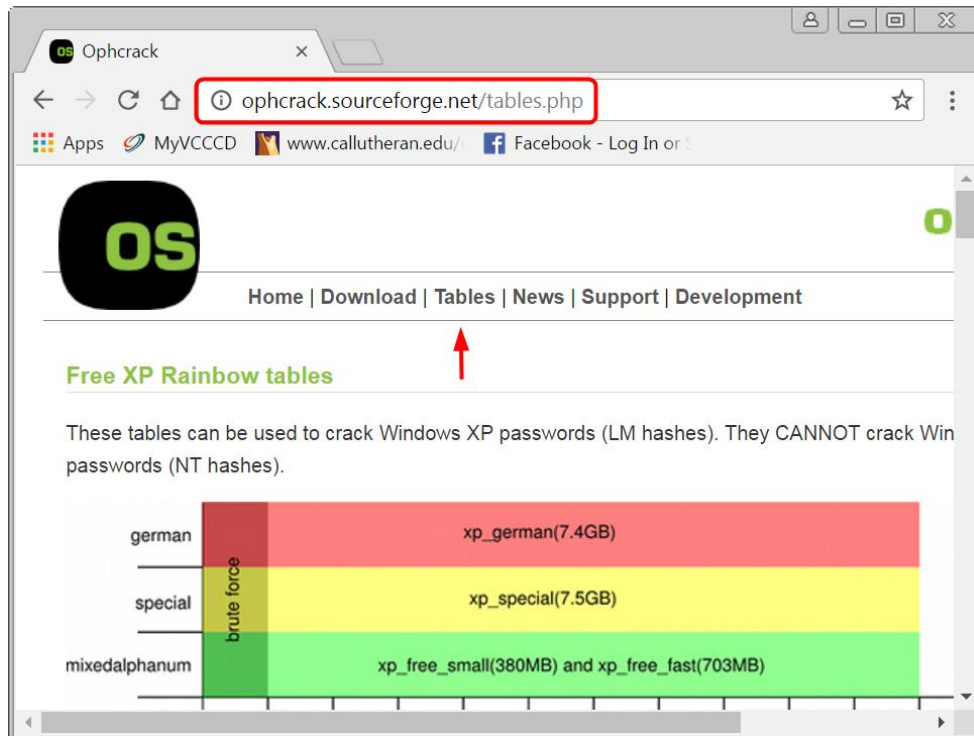 OS Ophcrack
ophcrack.sourceforge.net/tables.php
Apps MyVCCCD www.callutheran.edu/ Facebook - Log In or
os
Home | Download | Tables | News | Support | Development
Free XP Rainbow tables
These tables can be used to crack Windows XP passwords (LM hashes). They CANNOT crack Win
passwords (NT hashes).
german xp_german(7.4GB)
brute force
special xp_special(7.5GB)
mixedalphanum xp_free_small(380MB) and xp_free_fast(703MB)